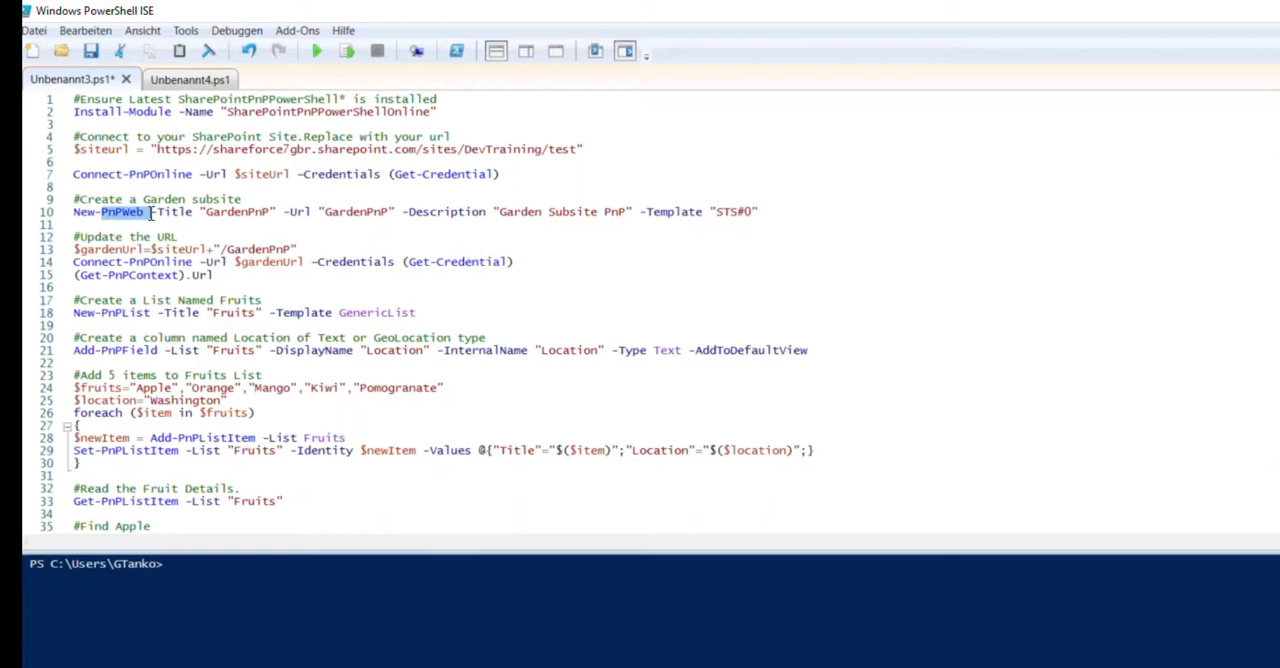 Windows PowerShell ISE
Datei Bearbeiten Ansicht Tools Debuggen Add-Ons Hilfe
Unbenannt3.ps1* X Unbenannt4.ps1
1 #Ensure Latest SharePointPnPPowerShell* is installed
2 Install-Module -Name "SharePointPnPPowerShellOnline"
3
4 #Connect to your SharePoint Site.Replace with your url
5 $siteurl = "https://shareforce7gbr.sharepoint.com/sites/DevTraining/test"
6
7 Connect-PnPOnline -Url $siteUrl -Credentials (Get-Credential)
8
9 #Create a Garden subsite
10 New-PnPWeb -Title "GardenPnP" -Url "GardenPnP" -Description "Garden Subsite PnP" -Template "STS#0"
11
12 #Update the URL
13 $gardenUrl=$siteUrl+"/GardenPnP"
14 Connect-PnPOnline -Url $gardenUrl -Credentials (Get-Credential)
15 (Get-PnPContext).Url
16
17 #Create a List Named Fruits
18 New-PnPList -Title "Fruits" -Template GenericList
19
20 #Create a column named Location of Text or GeoLocation type
21 Add-PnPField -List "Fruits" -DisplayName "Location" -InternalName "Location" -Type Text -AddToDefaultView
22
23 #Add 5 items to Fruits List
24 $fruits="Apple","Orange","Mango","Kiwi","Pomogranate"
25 $location="Washington"
26 foreach ($item in $fruits)
27 {
28 $newItem = Add-PnPListItem -List Fruits
29 Set-PnPListItem -List "Fruits" -Identity $newItem -Values @{"Title"="$($item)";"Location"="$($location)";}
30 }
31
32 #Read the Fruit Details.
33 Get-PnPListItem -List "Fruits"
34
35 #Find Apple
PS C:\Users\GTanko>